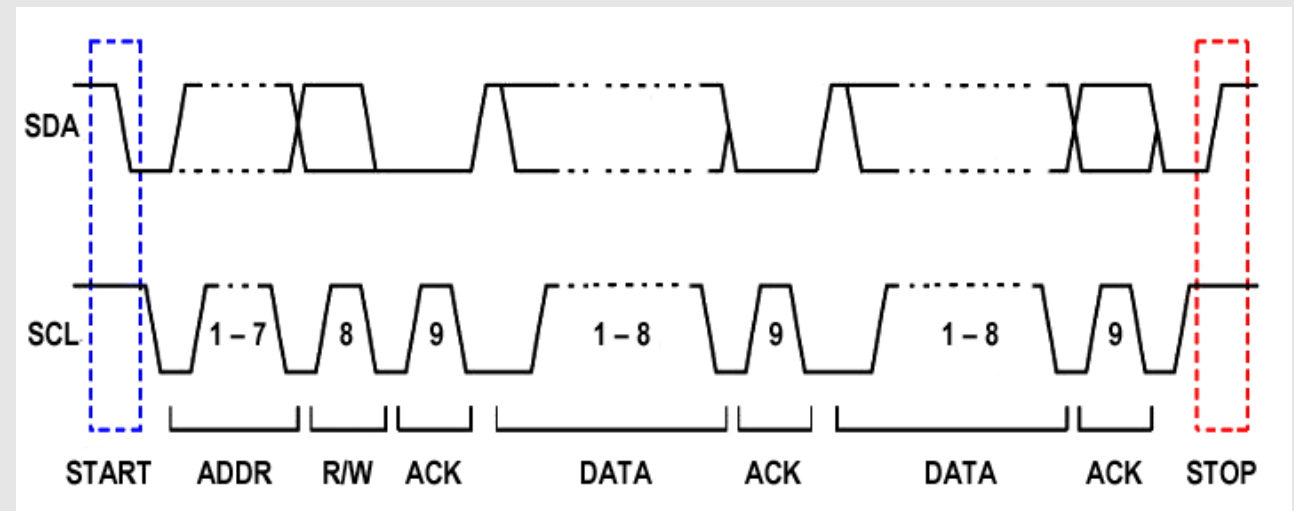 SDA
SCL
1 – 7 8 9 1 – 8 9 1 – 8 9
START ADDR R/W ACK DATA ACK DATA ACK STOP